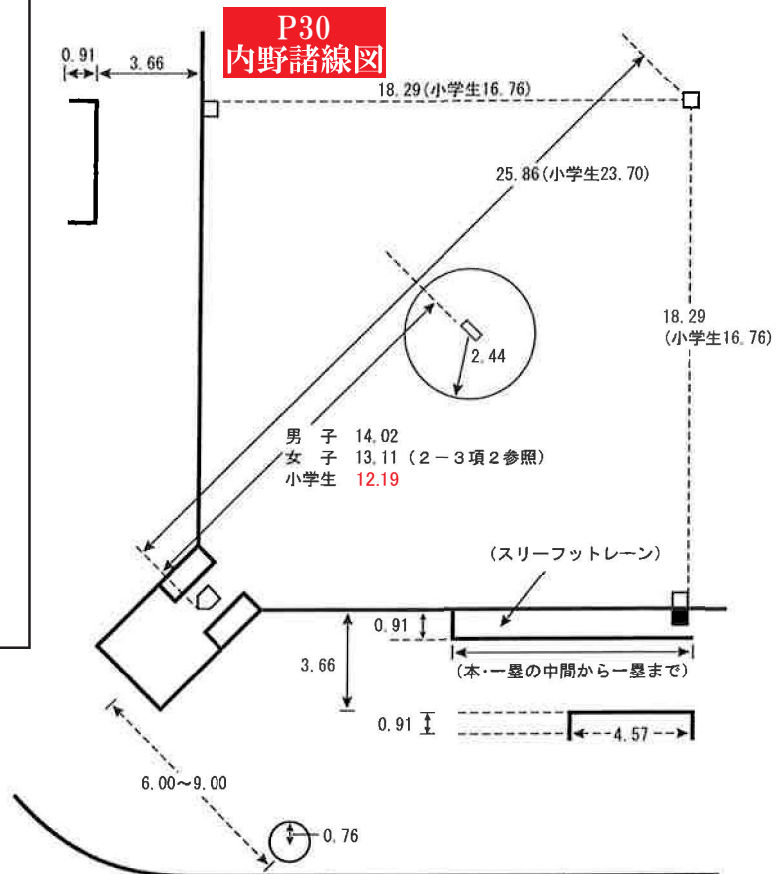 P30
内野諸線図
0.91
3.66
18.29(小学生16.76)
25.86(小学生23.70)
18.29
(小学生16.76)
2.44
男 子 14.02
女 子 13.11 (2-3項2参照)
小学生 12.19
(スリーフットレーン)
0.91
3.66
(本・一塁の中間から一塁まで)
0.91
4.57
6.00～9.00
0.76